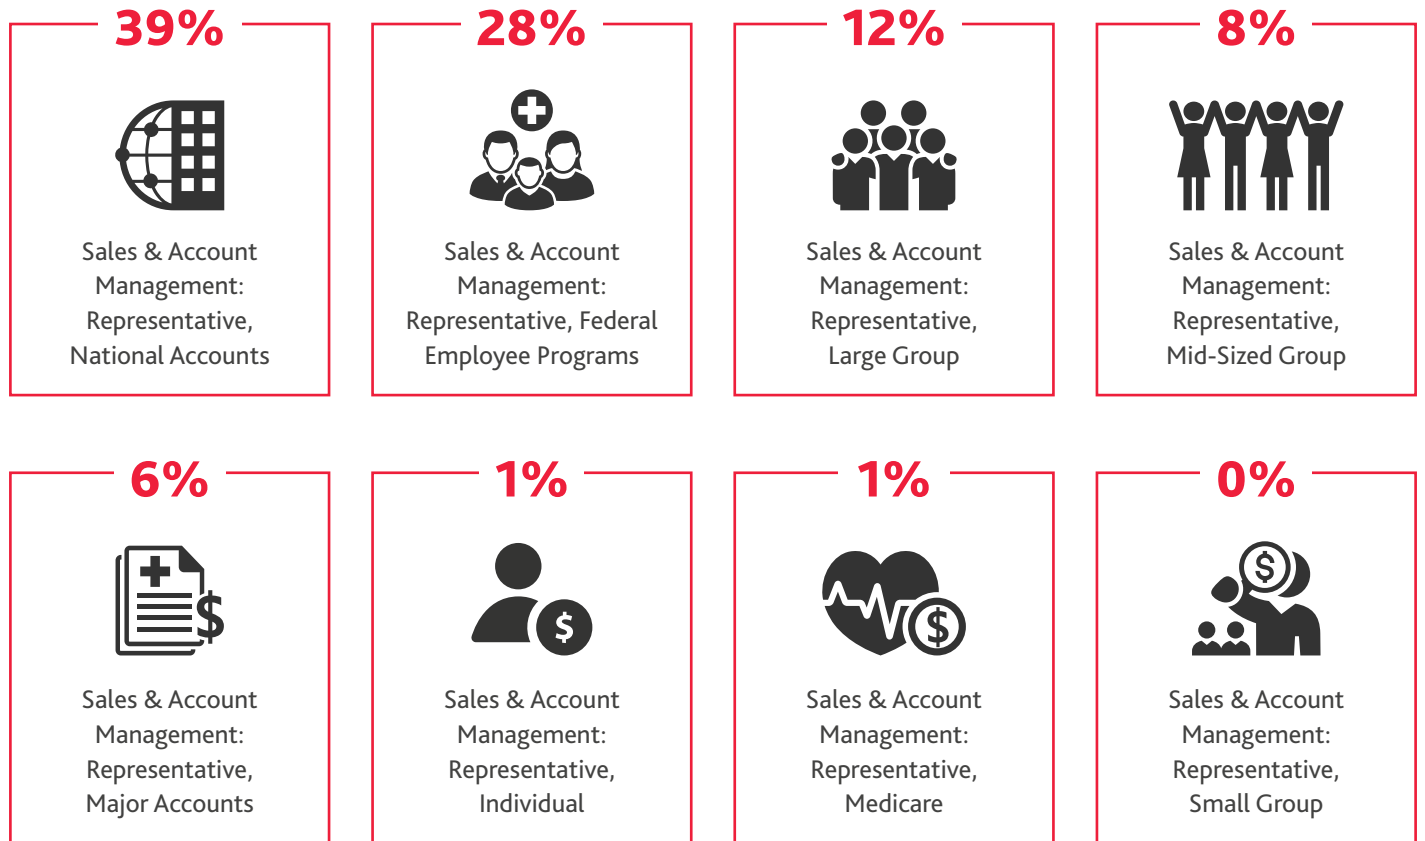 39%
Sales & Account
Management:
Representative,
National Accounts
28%
Sales & Account
Management:
Representative, Federal
Employee Programs
12%
Sales & Account
Management:
Representative,
Large Group
8%
Sales & Account
Management:
Representative,
Mid-Sized Group
6%
$
Sales & Account
Management:
Representative,
Major Accounts
1%
$
Sales & Account
Management:
Representative,
Individual
1%
$
Sales & Account
Management:
Representative,
Medicare
0%
$
Sales & Account
Management:
Representative,
Small Group